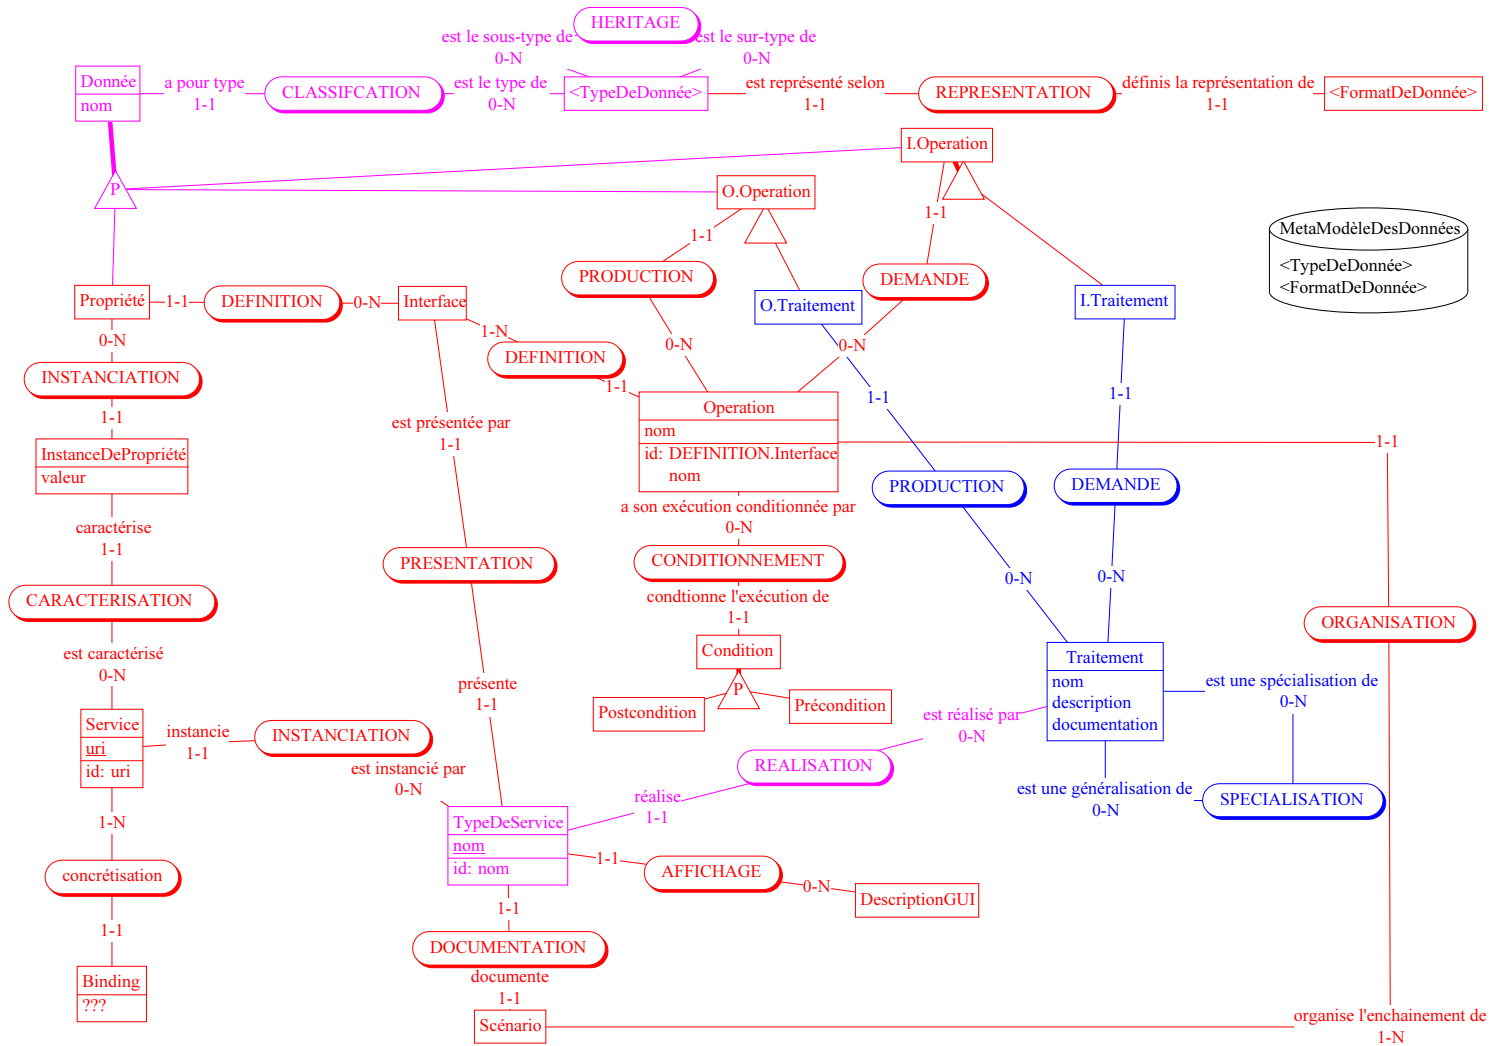 HERITAGE
est le sous-type de
0-N
est le sur-type de
0-N
Donnée
nom
a pour type
1-1
CLASSIFCATION
est le type de
0-N
<TypeDeDonnée>
est représenté selon
1-1
REPRESENTATION
définis la représentation de
1-1
<FormatDeDonnée>
I.Operation
P
O.Operation
1-1
1-1
MetaModèleDesDonnées
<TypeDeDonnée>
<FormatDeDonnée>
PRODUCTION
DEMANDE
Propriété
1-1
DEFINITION
0-N
Interface
O.Traitement
I.Traitement
0-N
1-N
0-N
0-N
INSTANCIATION
DEFINITION
1-1
1-1
1-1
1-1
Operation
nom
id: DEFINITION.Interface
nom
est présentée par
1-1
1-1
InstanceDePropriété
valeur
PRODUCTION
DEMANDE
caractérise
1-1
a son exécution conditionnée par
0-N
PRESENTATION
CONDITIONNEMENT
0-N
0-N
CARACTERISATION
condtionne l'exécution de
1-1
ORGANISATION
est caractérisé
0-N
Condition
Traitement
nom
description
documentation
présente
1-1
P
Postcondition
Précondition
est une spécialisation de
0-N
Service
uri
id: uri
instancie
1-1
INSTANCIATION
est instancié par
0-N
est réalisé par
0-N
REALISATION
est une généralisation de
0-N
SPECIALISATION
réalise
1-1
1-N
TypeDeService
nom
id: nom
1-1
AFFICHAGE
0-N
DescriptionGUI
concrétisation
1-1
1-1
DOCUMENTATION
documente
1-1
Binding
???
Scénario
organise l'enchainement de
1-N